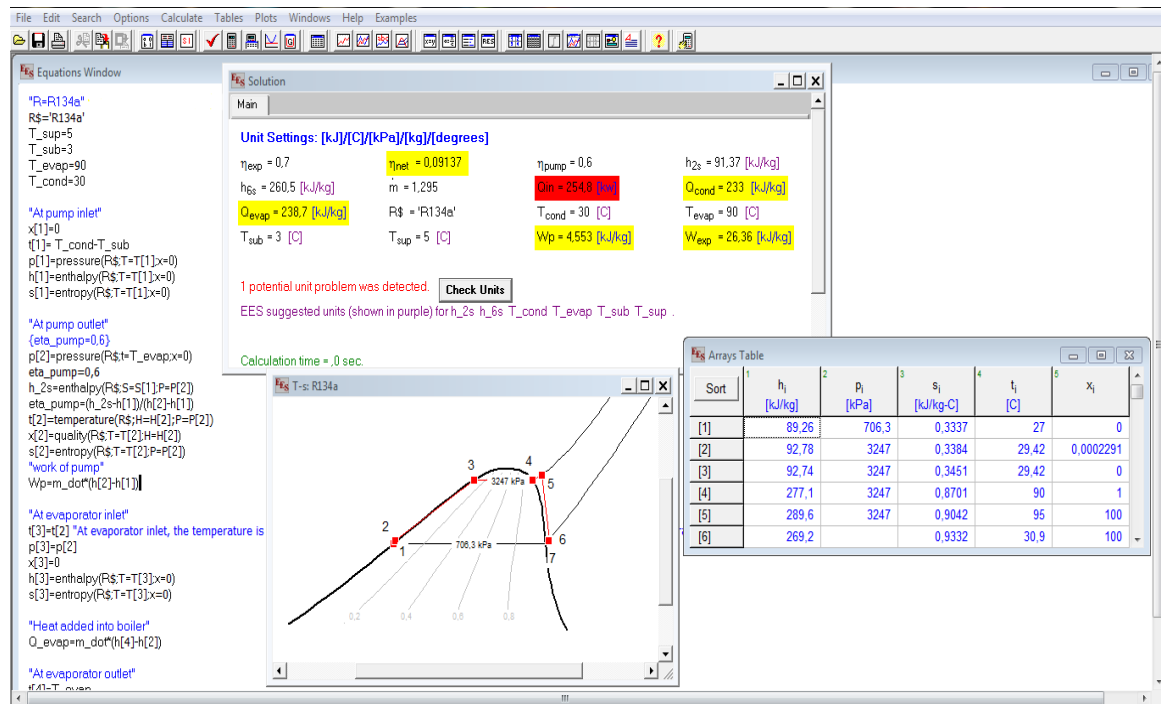 File Edit Search Options Calculate Tables Plots Windows Help Examples
Equations Window
"R=R134a"
R$='R134a'
T_sup=5
T_sub=3
T_evap=90
T_cond=30
"At pump inlet"
x[1]=0
t[1]= T_cond-T_sub
p[1]=pressure(R$;T=T[1];x=0)
h[1]=enthalpy(R$;T=T[1];x=0)
s[1]=entropy(R$;T=T[1];x=0)
"At pump outlet"
{eta_pump=0,6}
p[2]=pressure(R$;t=T_evap;x=0)
eta_pump=0,6
h_2s=enthalpy(R$;S=S[1];P=P[2])
eta_pump=(h_2s-h[1])/(h[2]-h[1])
t[2]=temperature(R$;H=H[2];P=P[2])
x[2]=quality(R$;T=T[2];H=H[2])
s[2]=entropy(R$;T=T[2];P=P[2])
"work of pump"
Wp=m_dot*(h[2]-h[1])
"At evaporator inlet"
t[3]=t[2] "At evaporator inlet, the temperature is
p[3]=p[2]
x[3]=0
h[3]=enthalpy(R$;T=T[3];x=0)
s[3]=entropy(R$;T=T[3];x=0)
"Heat added into boiler"
Q_evap=m_dot*(h[4]-h[2])
"At evaporator outlet"
t[4]=T_evap
Solution
Main
Unit Settings: [kJ]/[C]/[kPa]/[kg]/[degrees]
ηexp = 0,7 ηnet = 0,09137 ηpump = 0,6 h2s = 91,37 [kJ/kg]
h6s = 260,5 [kJ/kg] ṁ = 1,295 Qin = 254,8 [kw] Qcond = 233 [kJ/kg]
Qevap = 238,7 [kJ/kg] R$ = 'R134a' Tcond = 30 [C] Tevap = 90 [C]
Tsub = 3 [C] Tsup = 5 [C] Wp = 4,553 [kJ/kg] Wexp = 26,36 [kJ/kg]
1 potential unit problem was detected. Check Units
EES suggested units (shown in purple) for h_2s h_6s T_cond T_evap T_sub T_sup .
Calculation time = ,0 sec.
T-s: R134a
3 4
3247 kPa 5
2
1 706,3 kPa 6
7
0,2 0,4 0,6 0,8
Arrays Table
Sort 1 hi 2 pi 3 si 4 ti 5 xi
[kJ/kg] [kPa] [kJ/kg-C] [C]
[1] 89,26 706,3 0,3337 27 0
[2] 92,78 3247 0,3384 29,42 0,0002291
[3] 92,74 3247 0,3451 29,42 0
[4] 277,1 3247 0,8701 90 1
[5] 289,6 3247 0,9042 95 100
[6] 269,2 0,9332 30,9 100